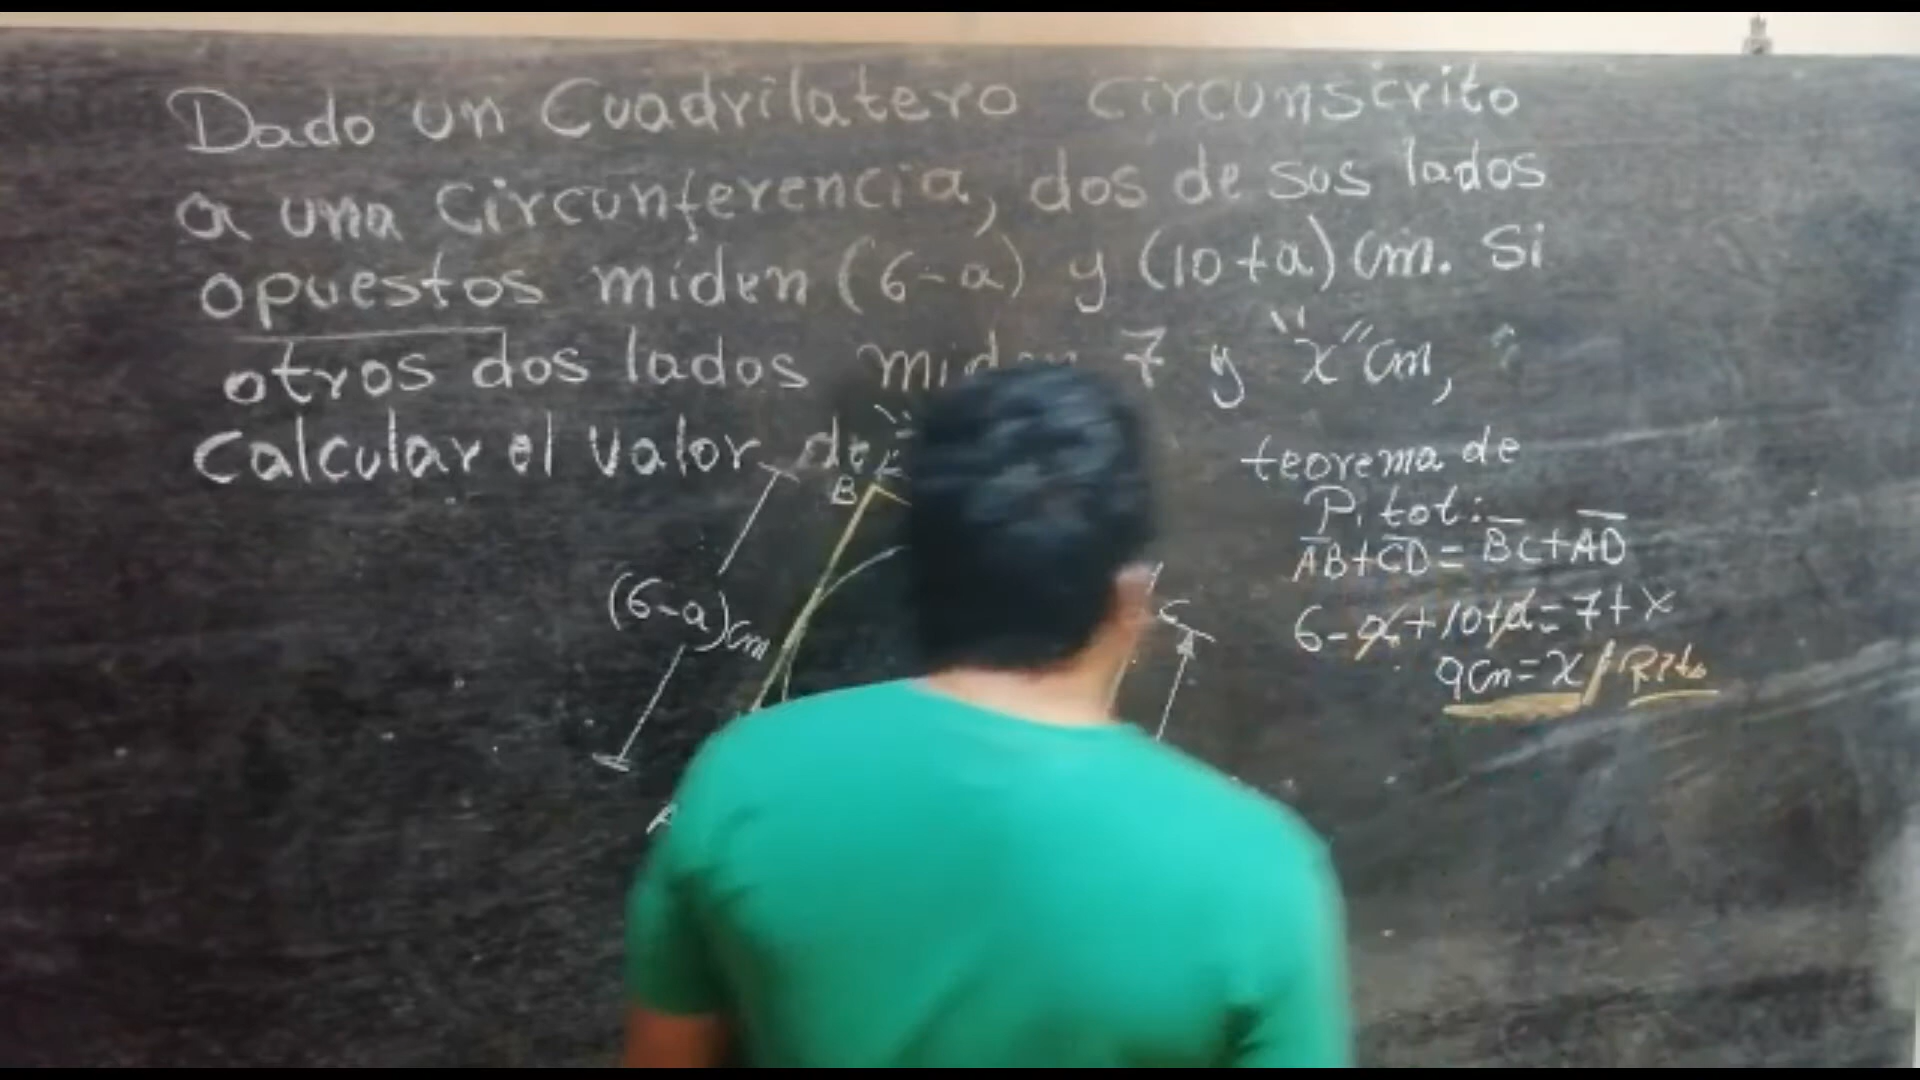 Dado un Cuadrilatero circunscrito
a una circunferencia, dos de sus lados
opuestos miden (6-a) y (10+a) cm. Si
otros dos lados miden 7 y "x" cm,
Calcular el valor de
B
(6-a)cm
A
C
teorema de
Pitot:
AB+CD=BC+AD
6-a+10+a=7+x
9cm=x // Rpta